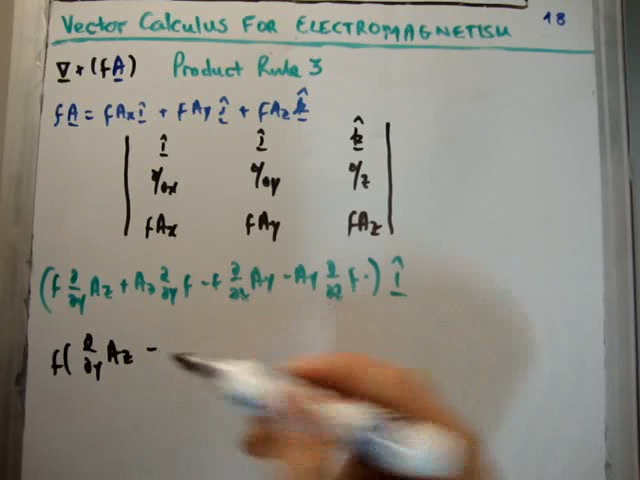 Vector Calculus For ELECTROMAGNETISM 18
∇ × (fA) Product Rule 3
fA = fAx î + fAy ĵ + fAz k̂
î ĵ k̂
∂/∂x ∂/∂y ∂/z
fAx fAy fAz
(f ∂/∂y Az + Az ∂/∂y f - f ∂/∂z Ay - Ay ∂/∂z f ) î
f( ∂/∂y Az -